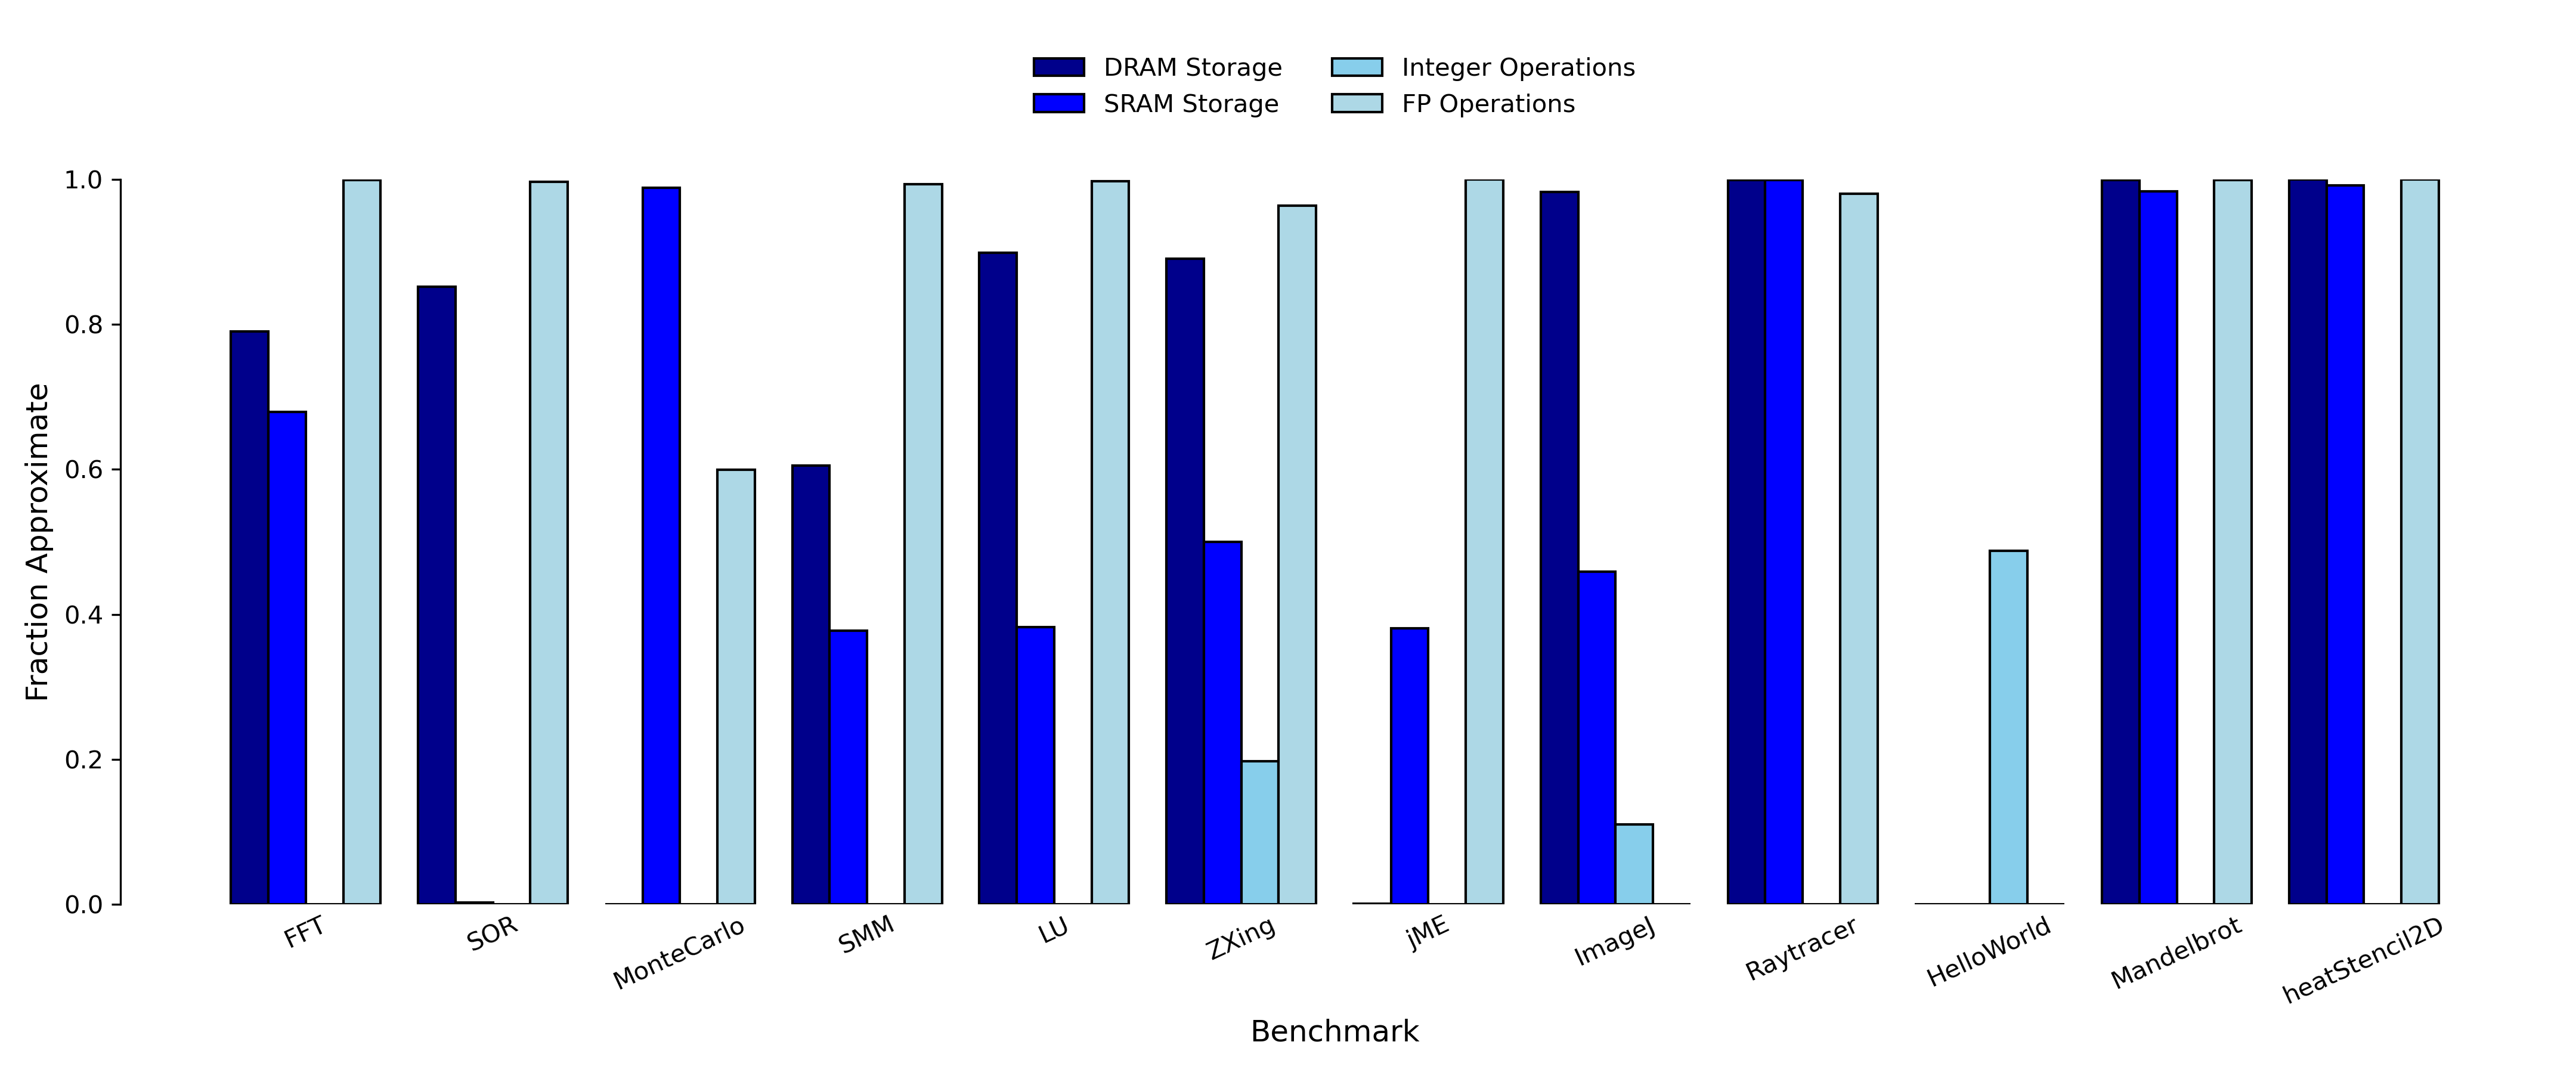 DRAM Storage
SRAM Storage
Integer Operations
FP Operations
Fraction Approximate
1.0
0.8
0.6
0.4
0.2
0.0
FFT
SOR
MonteCarlo
SMM
LU
ZXing
jME
ImageJ
Raytracer
HelloWorld
Mandelbrot
heatStencil2D
Benchmark